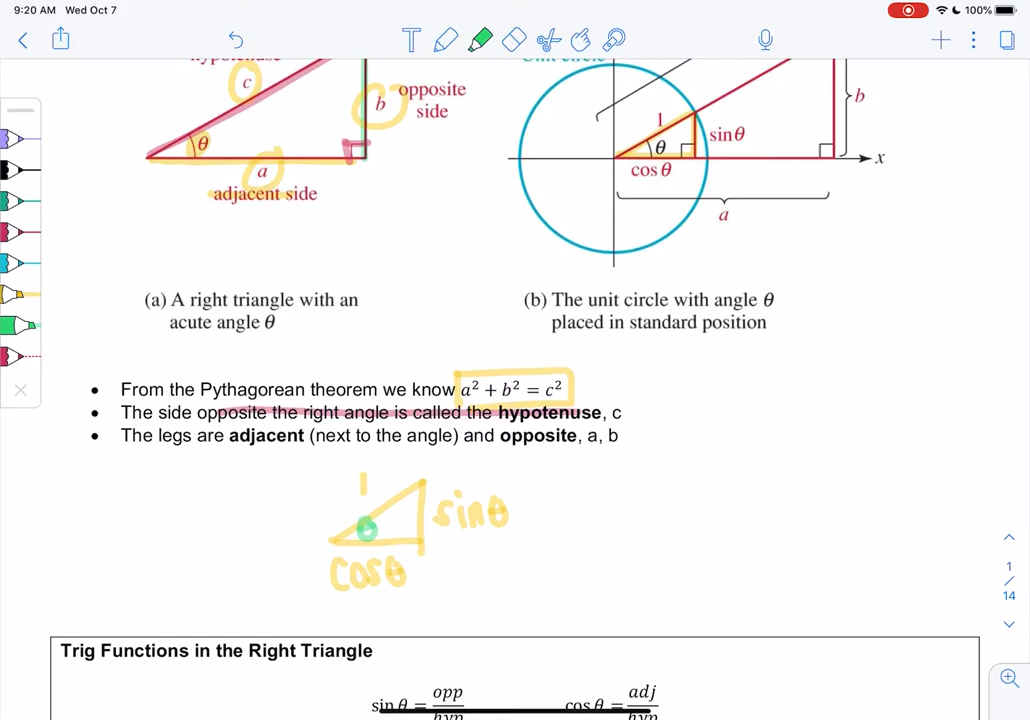 9:20 AM Wed Oct 7
100%
c
b
opposite
side
θ
a
adjacent side
1
sin θ
θ
cos θ
x
b
a
(a) A right triangle with an
acute angle θ
(b) The unit circle with angle θ
placed in standard position
• From the Pythagorean theorem we know a² + b² = c²
• The side opposite the right angle is called the hypotenuse, c
• The legs are adjacent (next to the angle) and opposite, a, b
1
sinθ
θ
cosθ
1
/
14
Trig Functions in the Right Triangle
sin θ = opp/hyp cos θ = adj/hyp